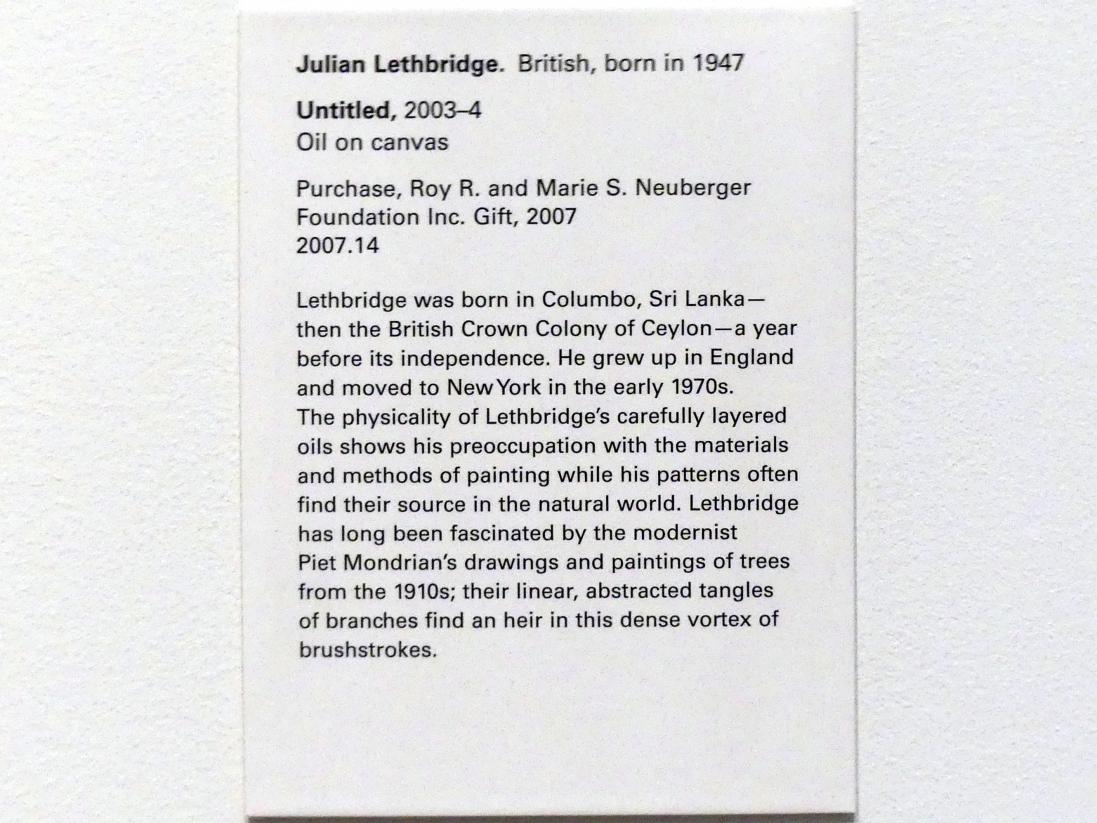 Julian Lethbridge. British, born in 1947
Untitled, 2003–4
Oil on canvas
Purchase, Roy R. and Marie S. Neuberger
Foundation Inc. Gift, 2007
2007.14
Lethbridge was born in Columbo, Sri Lanka—
then the British Crown Colony of Ceylon—a year
before its independence. He grew up in England
and moved to New York in the early 1970s.
The physicality of Lethbridge's carefully layered
oils shows his preoccupation with the materials
and methods of painting while his patterns often
find their source in the natural world. Lethbridge
has long been fascinated by the modernist
Piet Mondrian's drawings and paintings of trees
from the 1910s; their linear, abstracted tangles
of branches find an heir in this dense vortex of
brushstrokes.